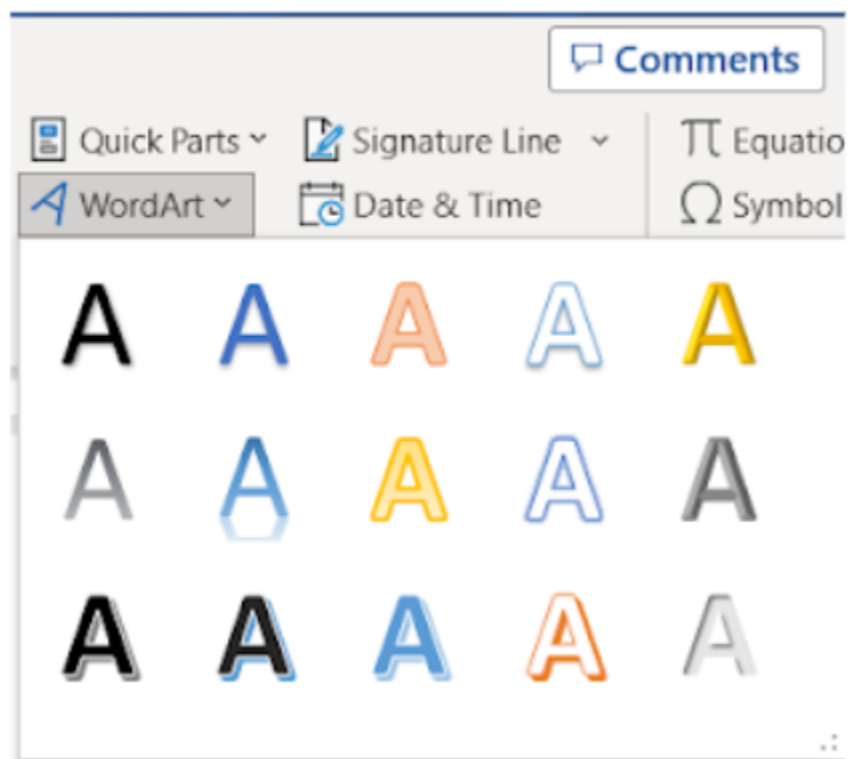 Comments
Quick Parts Signature Line Equatio
WordArt Date & Time Symbol
A A A A A
A A A A A
A A A A A